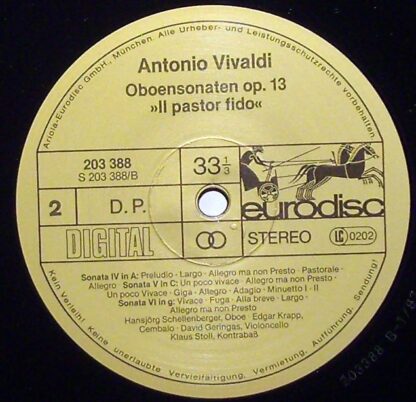 Ariola-Eurodisc GmbH., München. Alle Urheber- und Leistungsschutzrechte vorbehalten.
Antonio Vivaldi
Oboensonaten op. 13
»Il pastor fido«
203 388
S 203 388/B
33 1/3
2
D.P.
eurodisc
DIGITAL
STEREO
LC 0202
Sonata IV in A: Preludio · Largo · Allegro ma non Presto · Pastorale ·
Allegro · Sonata V in C: Un poco vivace · Allegro ma non Presto ·
Un poco Vivace · Giga · Allegro · Adagio · Minuetto I · II
Sonata VI in g: Vivace · Fuga · Alla breve · Largo ·
Allegro ma non Presto
Hansjörg Schellenberger, Oboe · Edgar Krapp,
Cembalo · David Geringas, Violoncello
Klaus Stoll, Kontrabaß
Kein Verleih! Keine unerlaubte Vervielfältigung, Vermietung, Aufführung, Sendung!